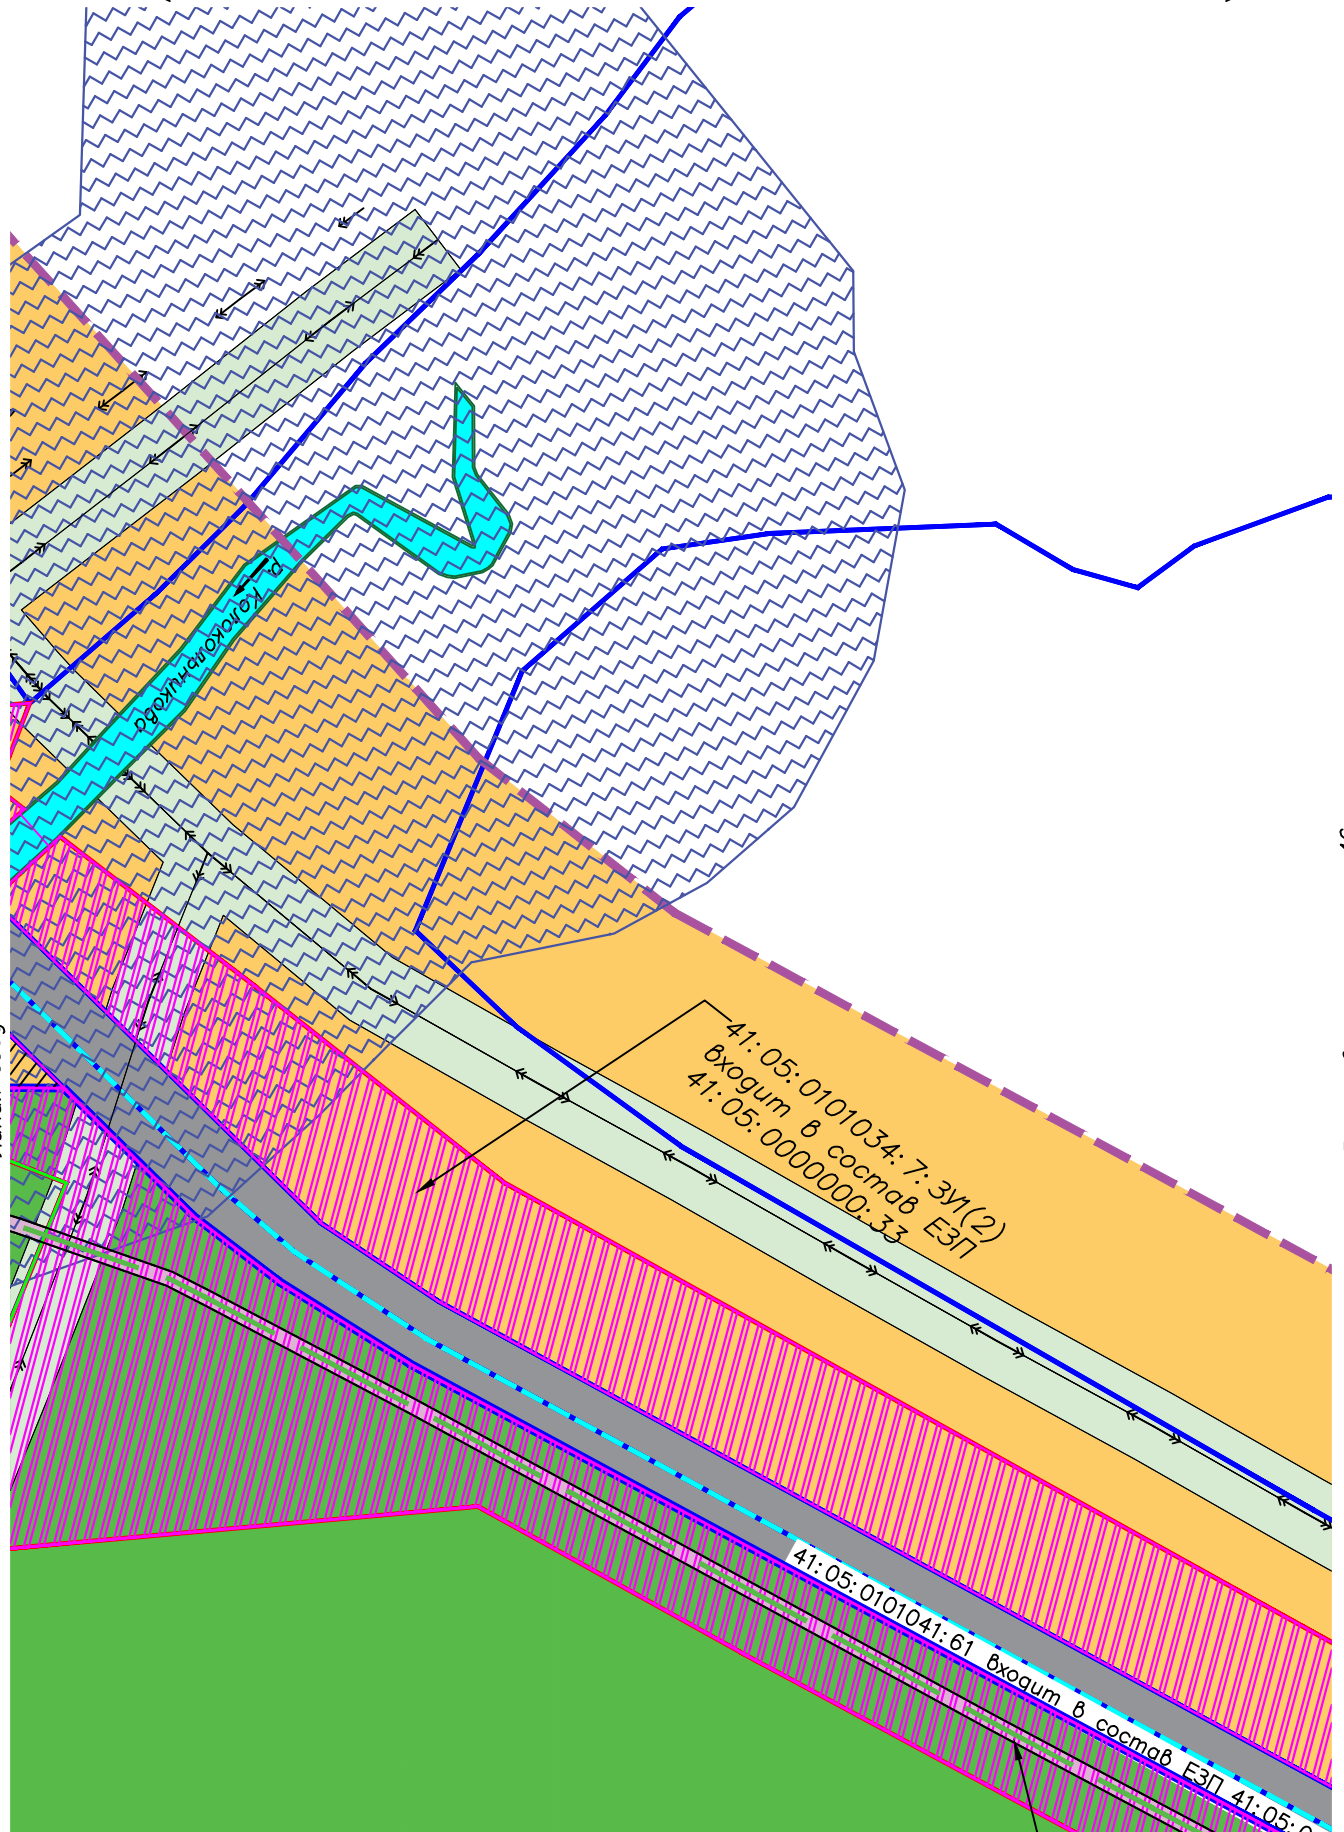 р. Колокольникова
41:05:0101034:7:ЗУ1(2)
входит в состав ЕЗП
41:05:0000000:33
41:05:0101041:61 входит в состав ЕЗП 41:05:0